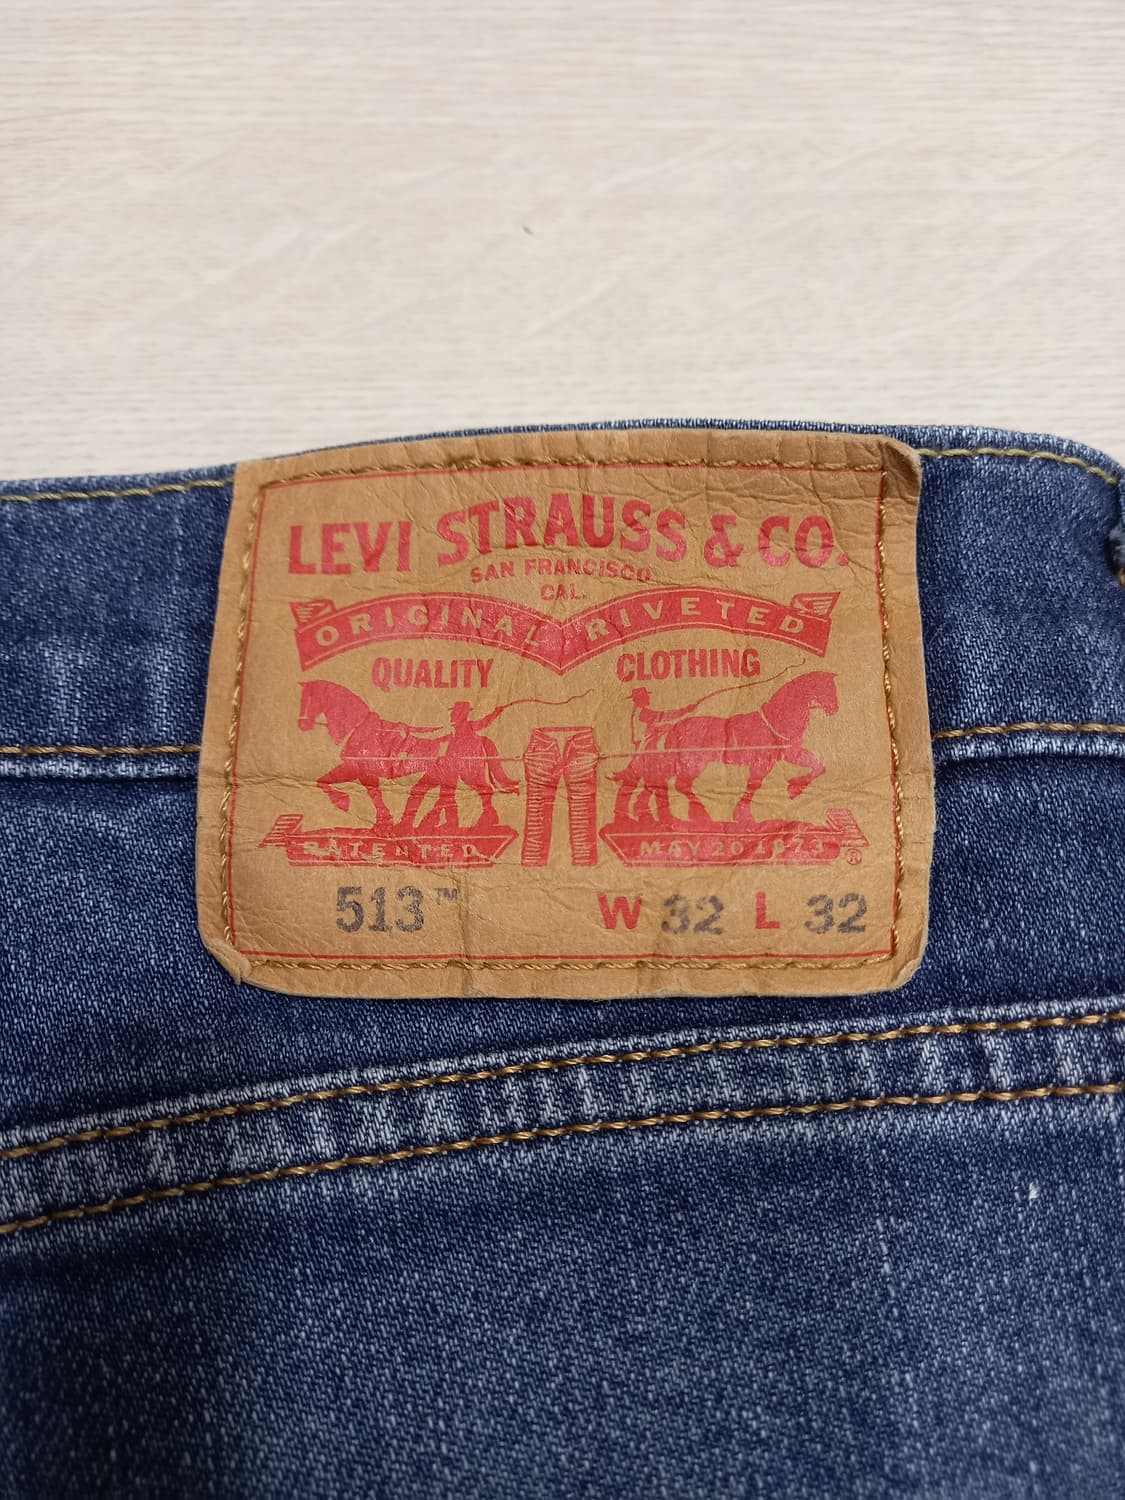 LEVI STRAUSS & CO.
SAN FRANCISCO
CAL.
ORIGINAL RIVETED
QUALITY CLOTHING
PATENTED MAY 20 1873 ®
513™ W 32 L 32